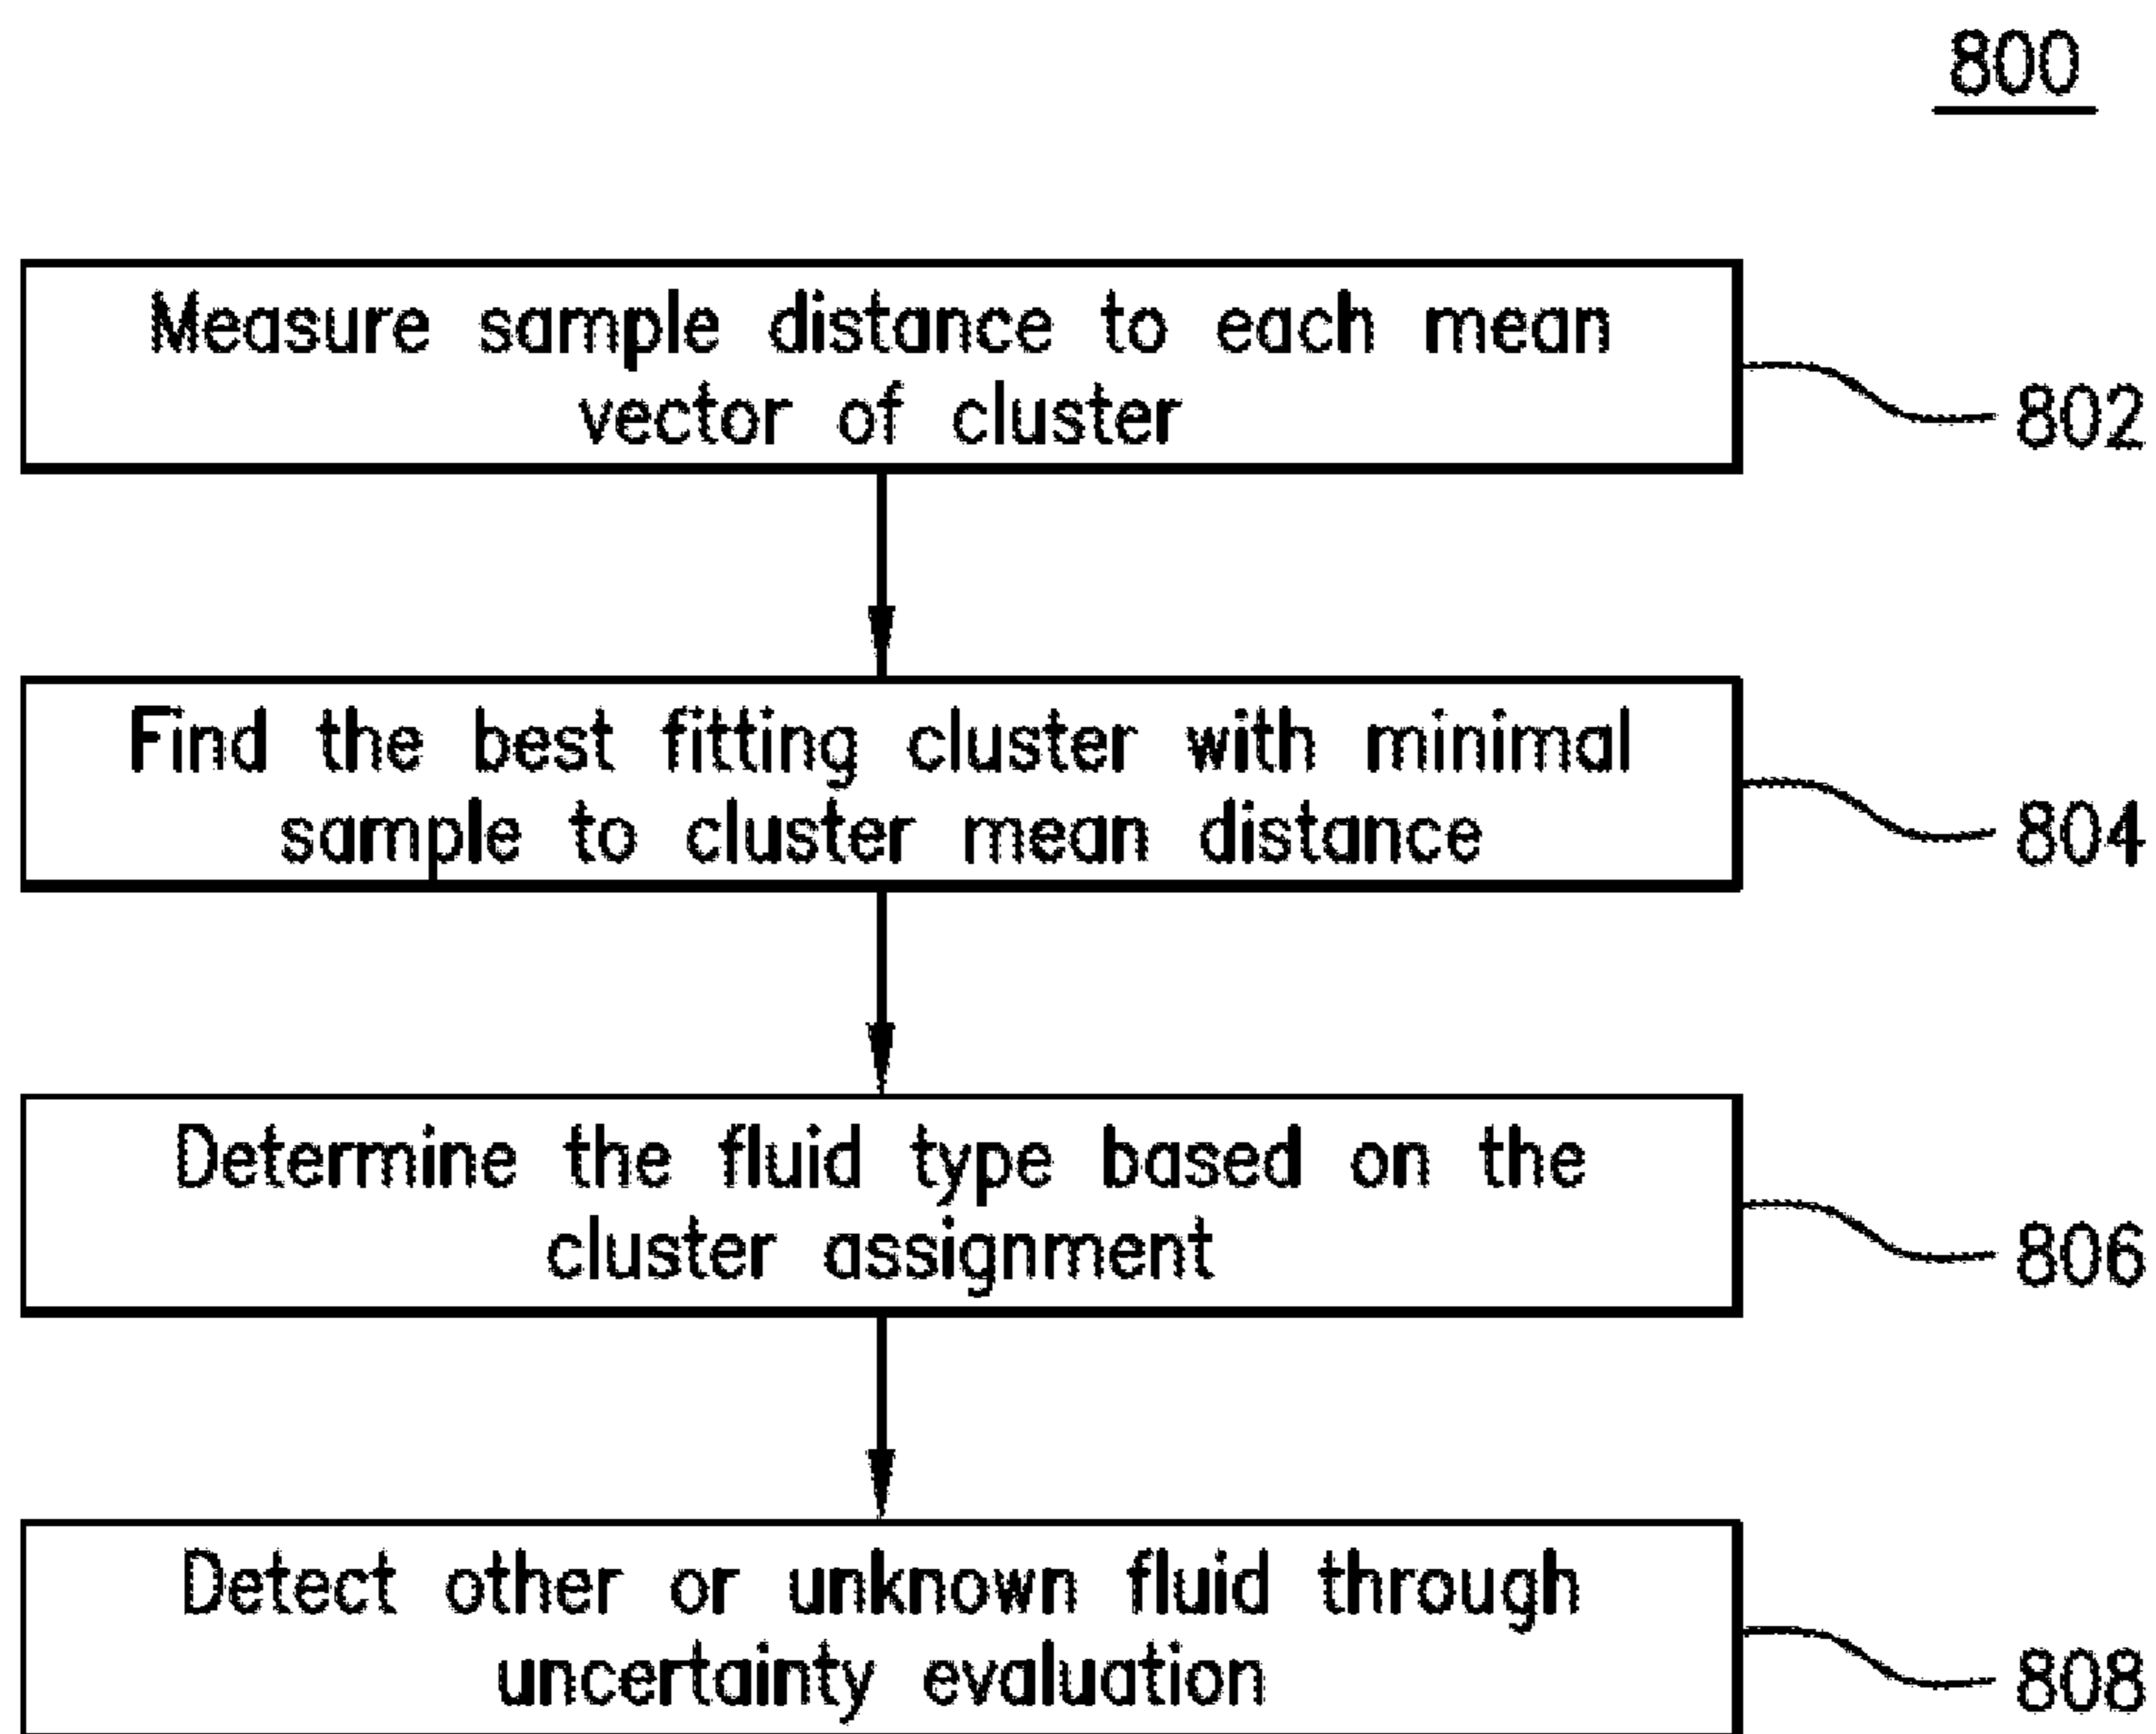 800
Measure sample distance to each mean
vector of cluster
802
Find the best fitting cluster with minimal
sample to cluster mean distance
804
Determine the fluid type based on the
cluster assignment
806
Detect other or unknown fluid through
uncertainty evaluation
808